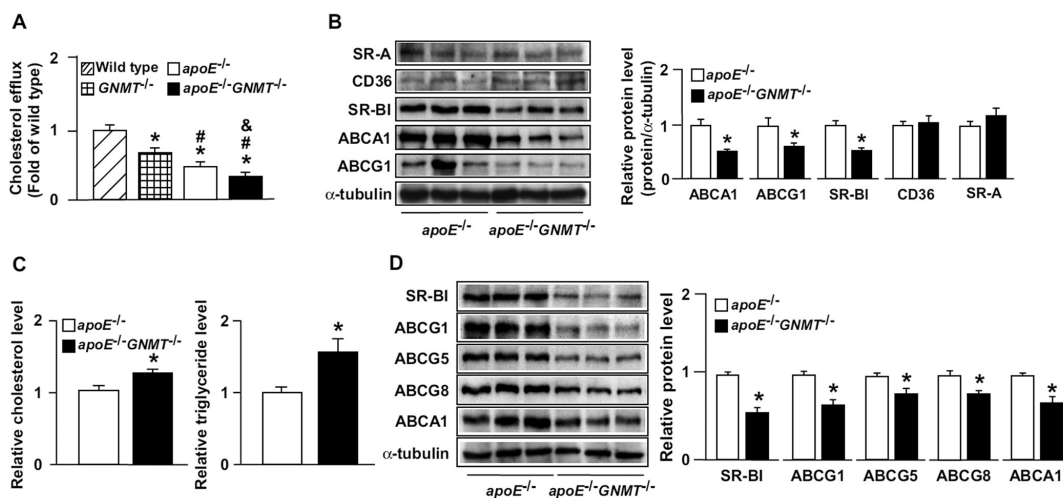 A
Cholesterol efflux
(Fold of wild type)
2
1
0
Wild type
apoE-/-
GNMT-/-
apoE-/-GNMT-/-
*
#
*
&
#
*
B
SR-A
CD36
SR-BI
ABCA1
ABCG1
α-tubulin
apoE-/-
apoE-/-GNMT-/-
Relative protein level
(protein/α-tubulin)
2
1
0
apoE-/-
apoE-/-GNMT-/-
*
*
*
ABCA1
ABCG1
SR-BI
CD36
SR-A
C
Relative cholesterol level
2
1
0
apoE-/-
apoE-/-GNMT-/-
*
Relative triglyceride level
2
1
0
*
D
SR-BI
ABCG1
ABCG5
ABCG8
ABCA1
α-tubulin
apoE-/-
apoE-/-GNMT-/-
Relative protein level
2
1
0
apoE-/-
apoE-/-GNMT-/-
*
*
*
*
*
SR-BI
ABCG1
ABCG5
ABCG8
ABCA1